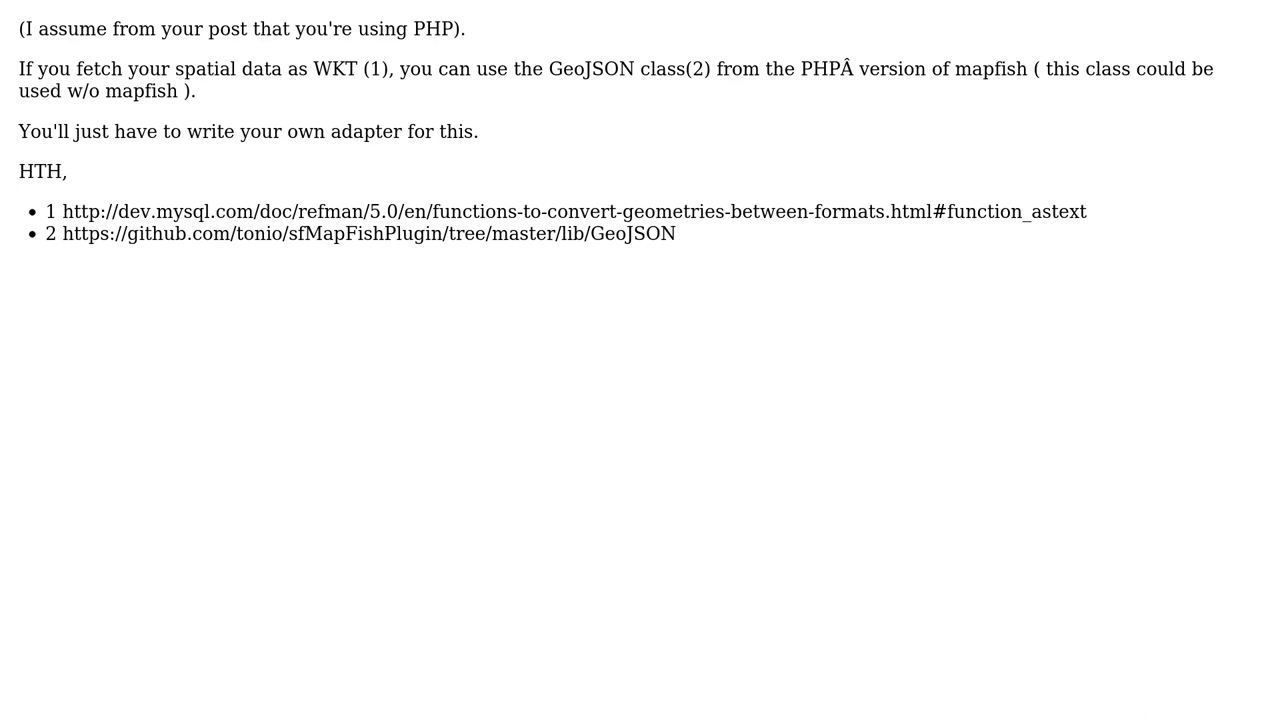 (I assume from your post that you're using PHP).
If you fetch your spatial data as WKT (1), you can use the GeoJSON class(2) from the PHPÂ version of mapfish ( this class could be
used w/o mapfish ).
You'll just have to write your own adapter for this.
HTH,
• 1 http://dev.mysql.com/doc/refman/5.0/en/functions-to-convert-geometries-between-formats.html#function_astext
• 2 https://github.com/tonio/sfMapFishPlugin/tree/master/lib/GeoJSON